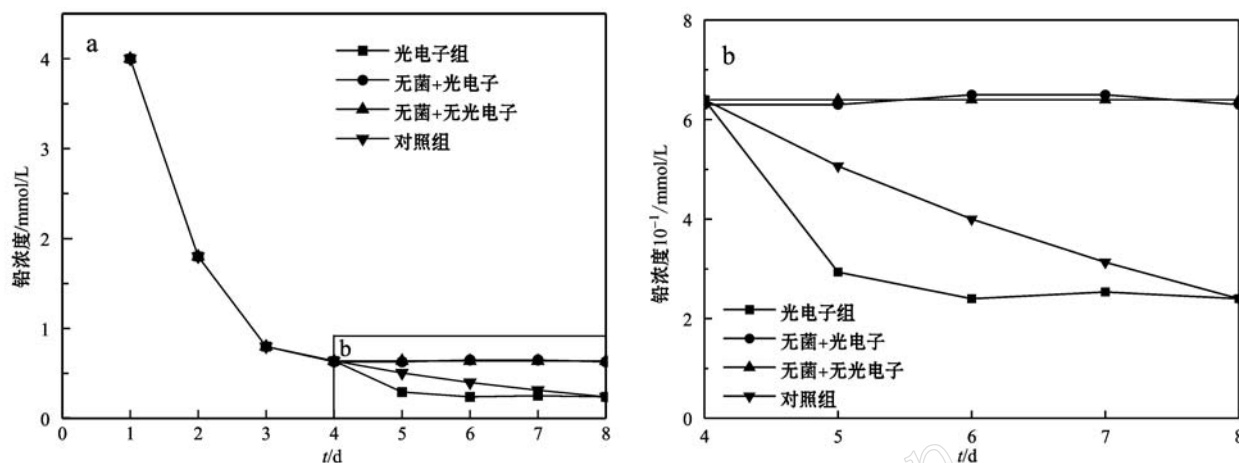 a
光电子组
无菌+光电子
无菌+无光电子
对照组
铅浓度/mmol/L
4
3
2
1
0
b
0 1 2 3 4 5 6 7 8
t/d
b
铅浓度10⁻¹/mmol/L
8
6
4
2
0
光电子组
无菌+光电子
无菌+无光电子
对照组
4 5 6 7 8
t/d